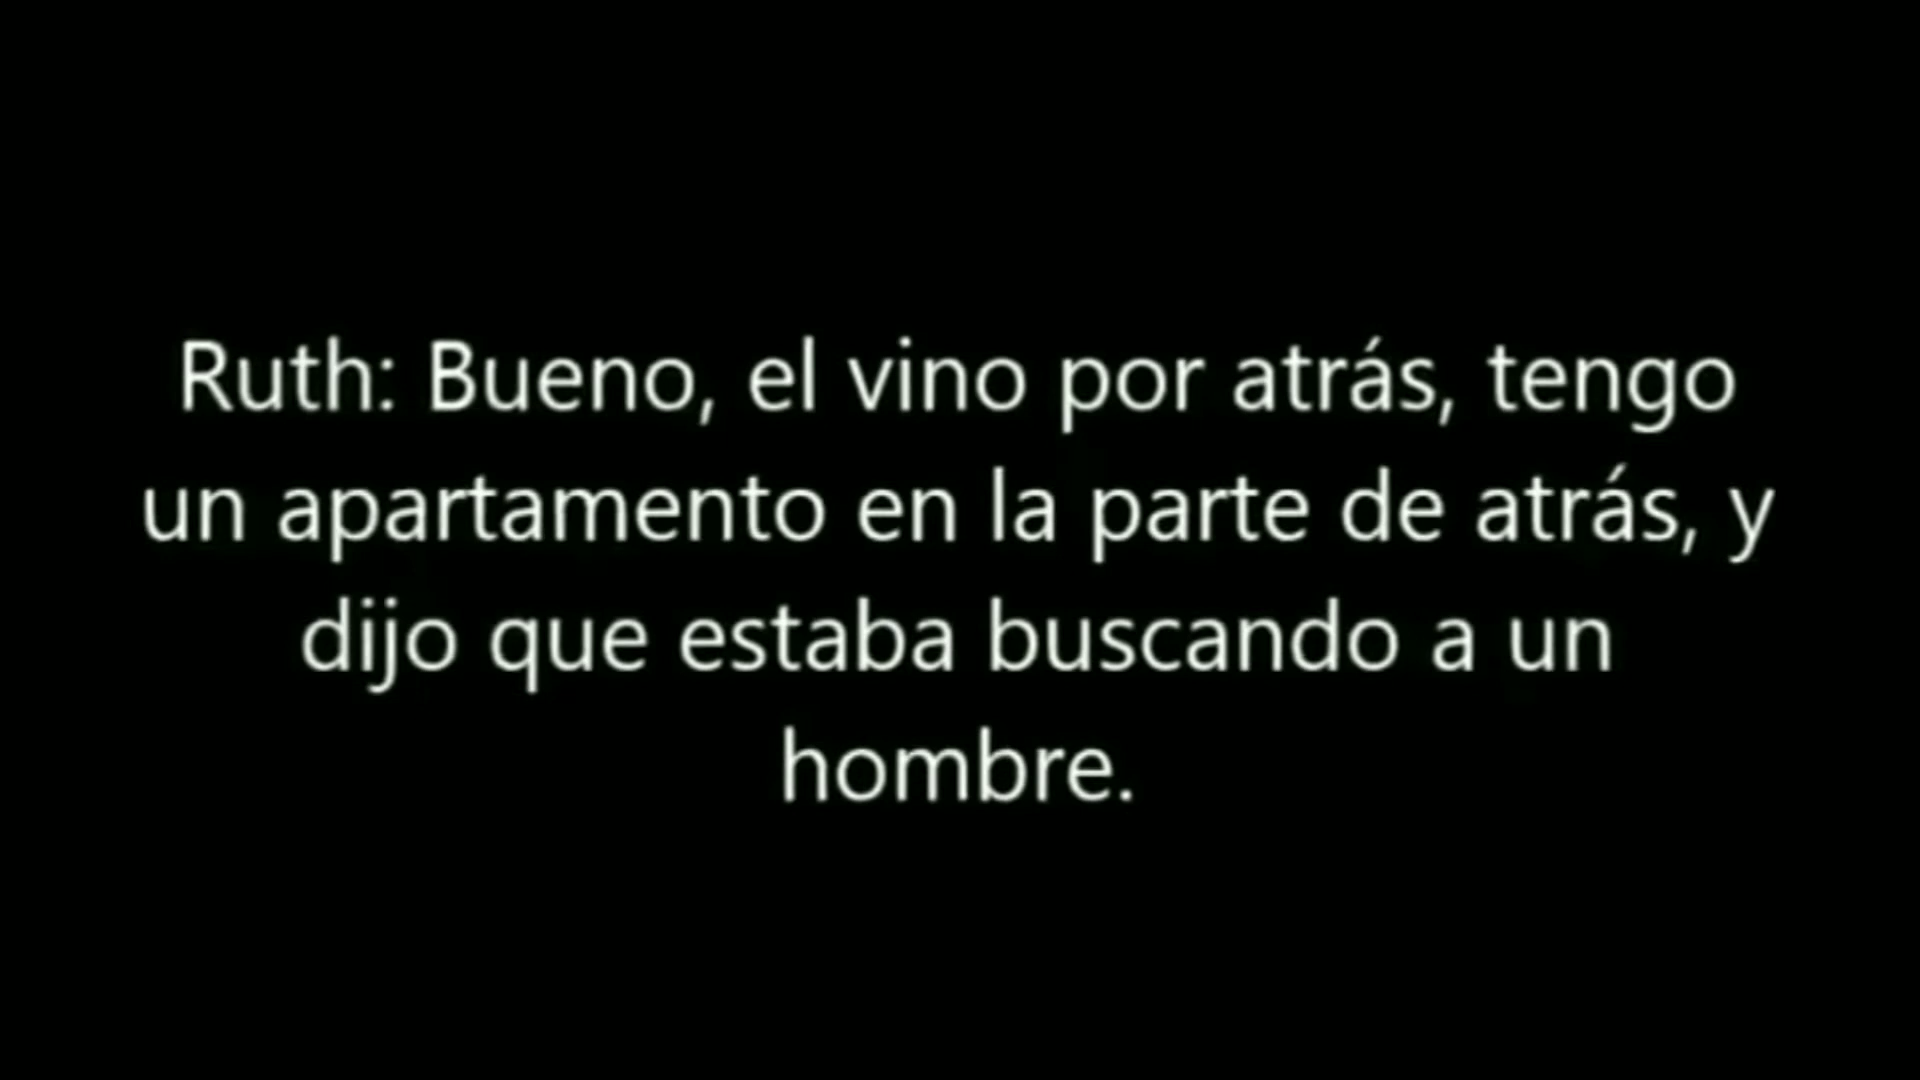 Ruth: Bueno, el vino por atrás, tengo
un apartamento en la parte de atrás, y
dijo que estaba buscando a un
hombre.